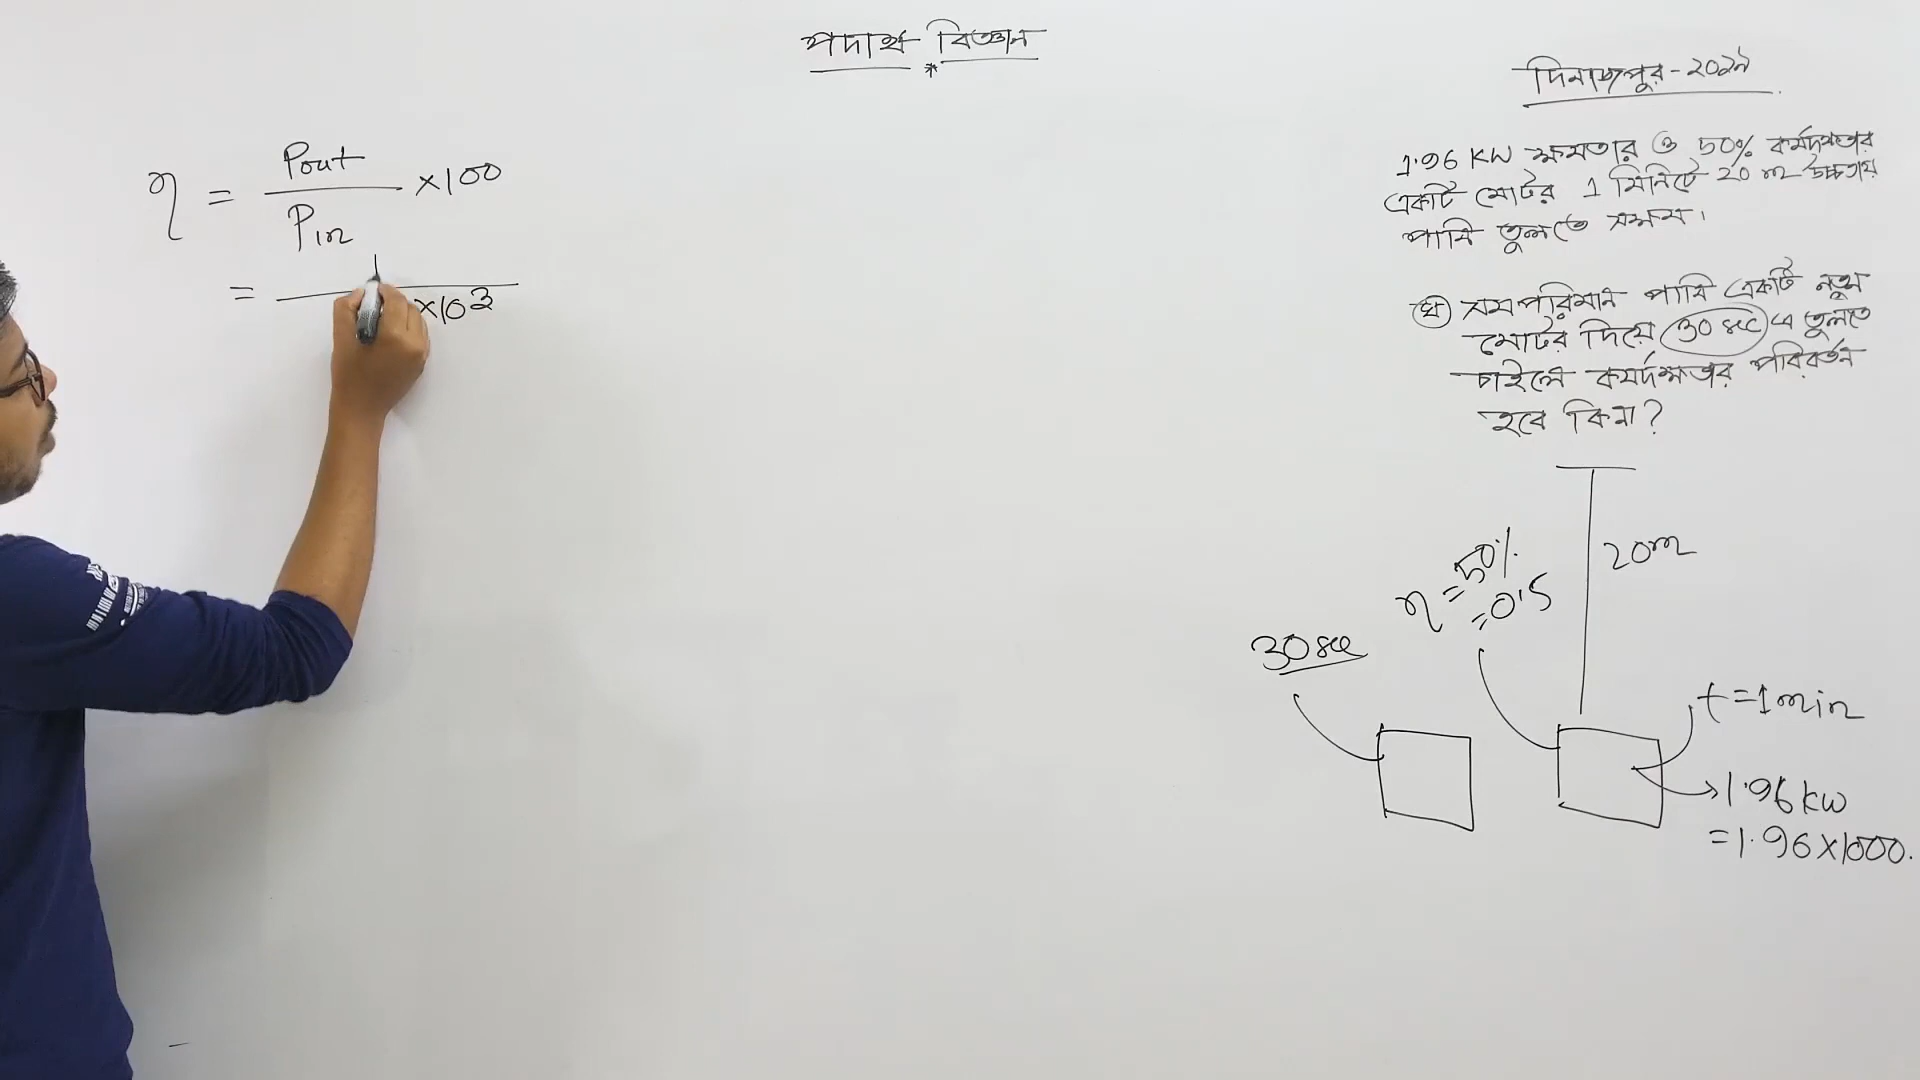 পদার্থ বিজ্ঞান
*
η = Pout / Pin ×100
= ×10³
দিনাজপুর - ২০১৯
1.96 KW ক্ষমতার ও 50% কর্মদক্ষতার
একটি মোটর 1 মিনিটে 20 m উচ্চতায়
পানি তুলতে সক্ষম।
ঘ সমপরিমান পানি একটি নতুন
মোটর দিয়ে 30 sec এ তুলতে
চাইলে কর্মদক্ষতার পরিবর্তন
হবে কিনা?
20m
η = 50%
= 0.5
30 sec
t = 1 min
1.96 kw
= 1.96×1000.